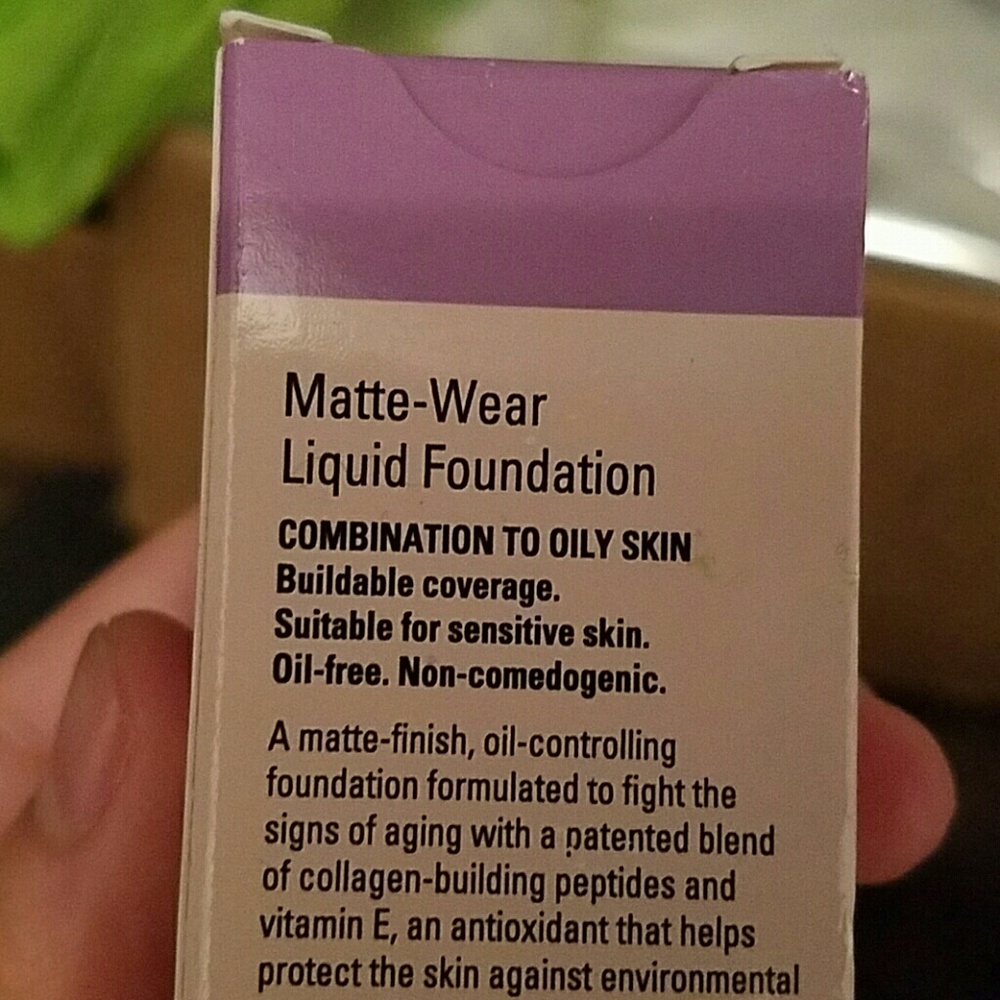 Matte-Wear
Liquid Foundation
COMBINATION TO OILY SKIN
Buildable coverage.
Suitable for sensitive skin.
Oil-free. Non-comedogenic.
A matte-finish, oil-controlling
foundation formulated to fight the
signs of aging with a patented blend
of collagen-building peptides and
vitamin E, an antioxidant that helps
protect the skin against environmental